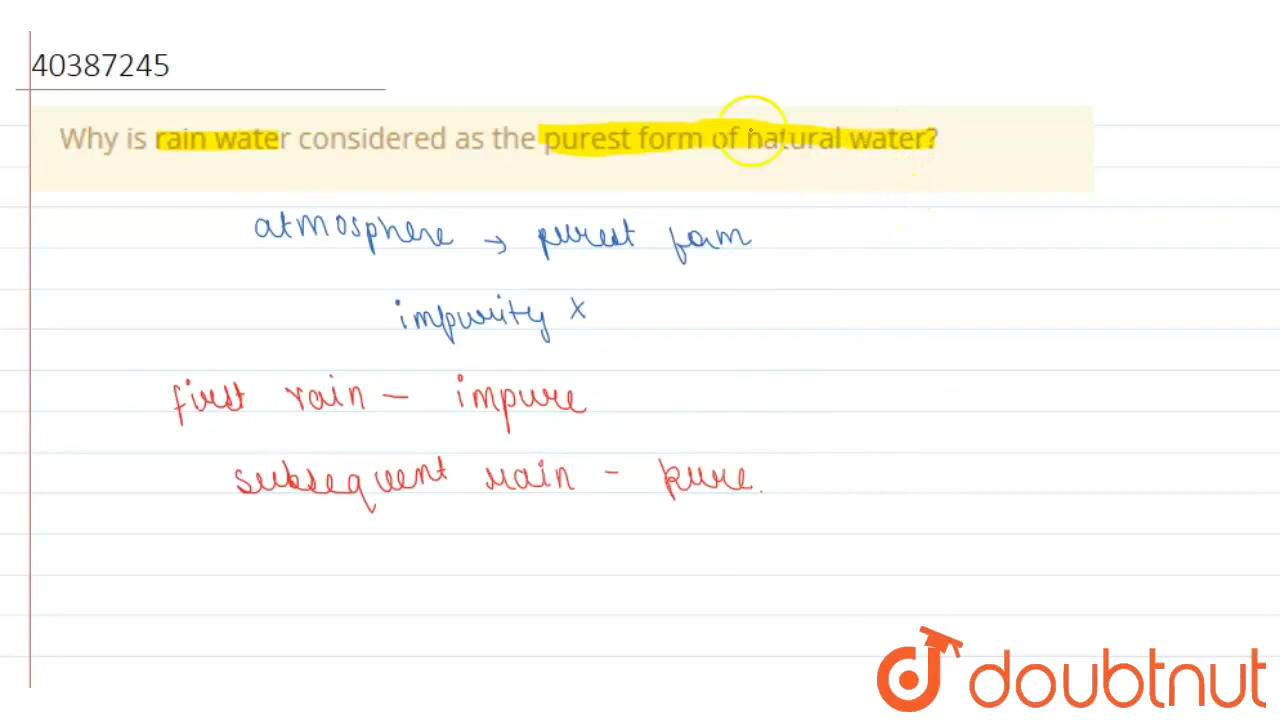 40387245
Why is rain water considered as the purest form of natural water?
atmosphere → purest form
impurity x
first rain - impure
subsequent rain - pure.
doubtnut